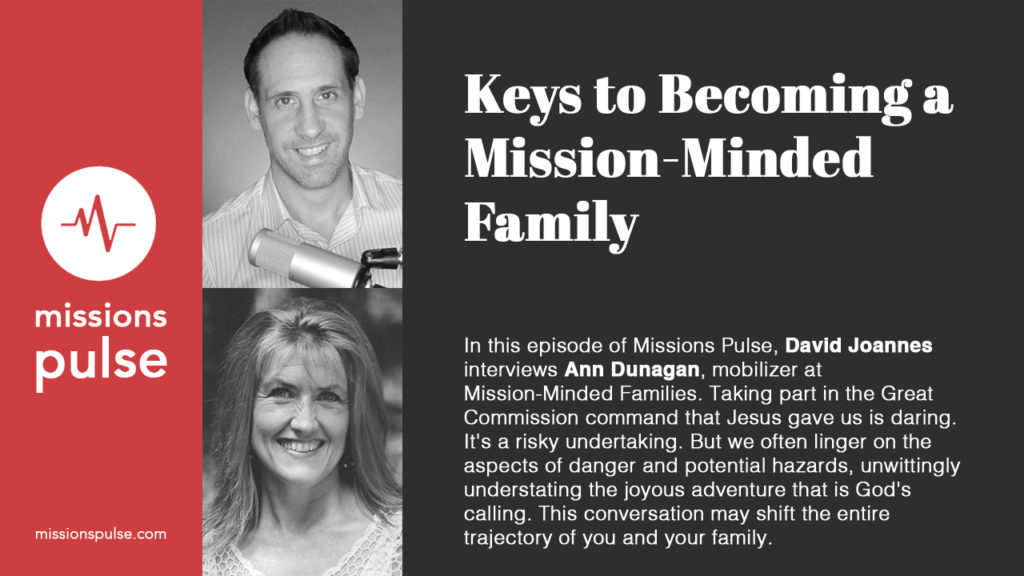 missions
pulse
missionspulse.com
Keys to Becoming a
Mission-Minded
Family
In this episode of Missions Pulse, David Joannes
interviews Ann Dunagan, mobilizer at
Mission-Minded Families. Taking part in the Great
Commission command that Jesus gave us is daring.
It's a risky undertaking. But we often linger on the
aspects of danger and potential hazards, unwittingly
understating the joyous adventure that is God's
calling. This conversation may shift the entire
trajectory of you and your family.